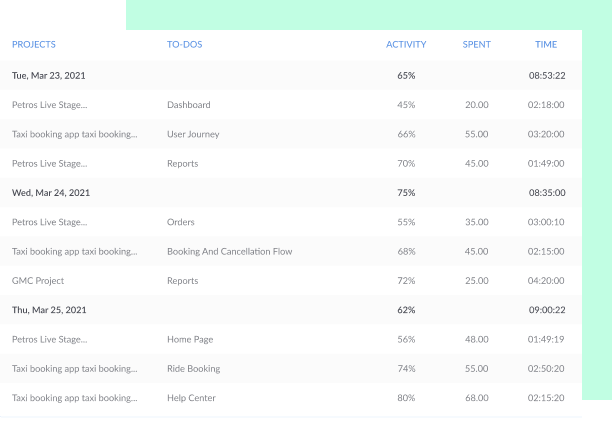 PROJECTS TO-DOS ACTIVITY SPENT TIME
Tue, Mar 23, 2021 65% 08:53:22
Petros Live Stage... Dashboard 45% 20.00 02:18:00
Taxi booking app taxi booking... User Journey 66% 55.00 03:20:00
Petros Live Stage... Reports 70% 45.00 01:49:00
Wed, Mar 24, 2021 75% 08:35:00
Petros Live Stage... Orders 55% 35.00 03:00:10
Taxi booking app taxi booking... Booking And Cancellation Flow 68% 45.00 02:15:00
GMC Project Reports 72% 25.00 04:20:00
Thu, Mar 25, 2021 62% 09:00:22
Petros Live Stage... Home Page 56% 48.00 01:49:19
Taxi booking app taxi booking... Ride Booking 74% 55.00 02:50:20
Taxi booking app taxi booking... Help Center 80% 68.00 02:15:20